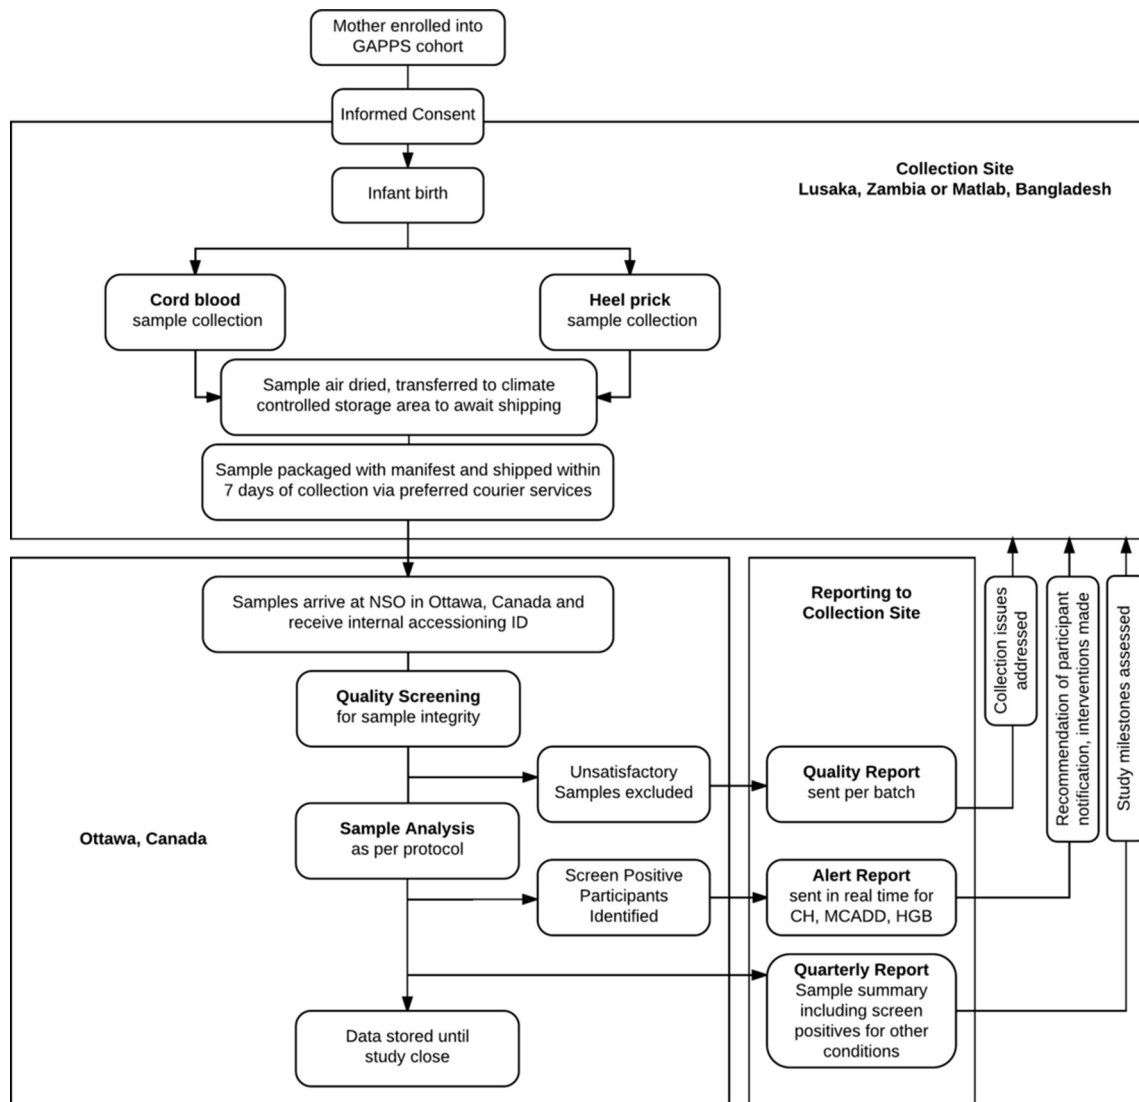 Mother enrolled into
GAPPS cohort
Informed Consent
Collection Site
Lusaka, Zambia or Matlab, Bangladesh
Infant birth
Cord blood
sample collection
Heel prick
sample collection
Sample air dried, transferred to climate
controlled storage area to await shipping
Sample packaged with manifest and shipped within
7 days of collection via preferred courier services
Samples arrive at NSO in Ottawa, Canada and
receive internal accessioning ID
Reporting to
Collection Site
Collection issues
addressed
Recommendation of participant
notification, interventions made
Study milestones assessed
Quality Screening
for sample integrity
Unsatisfactory
Samples excluded
Quality Report
sent per batch
Ottawa, Canada
Sample Analysis
as per protocol
Screen Positive
Participants
Identified
Alert Report
sent in real time for
CH, MCADD, HGB
Quarterly Report
Sample summary
including screen
positives for other
conditions
Data stored until
study close